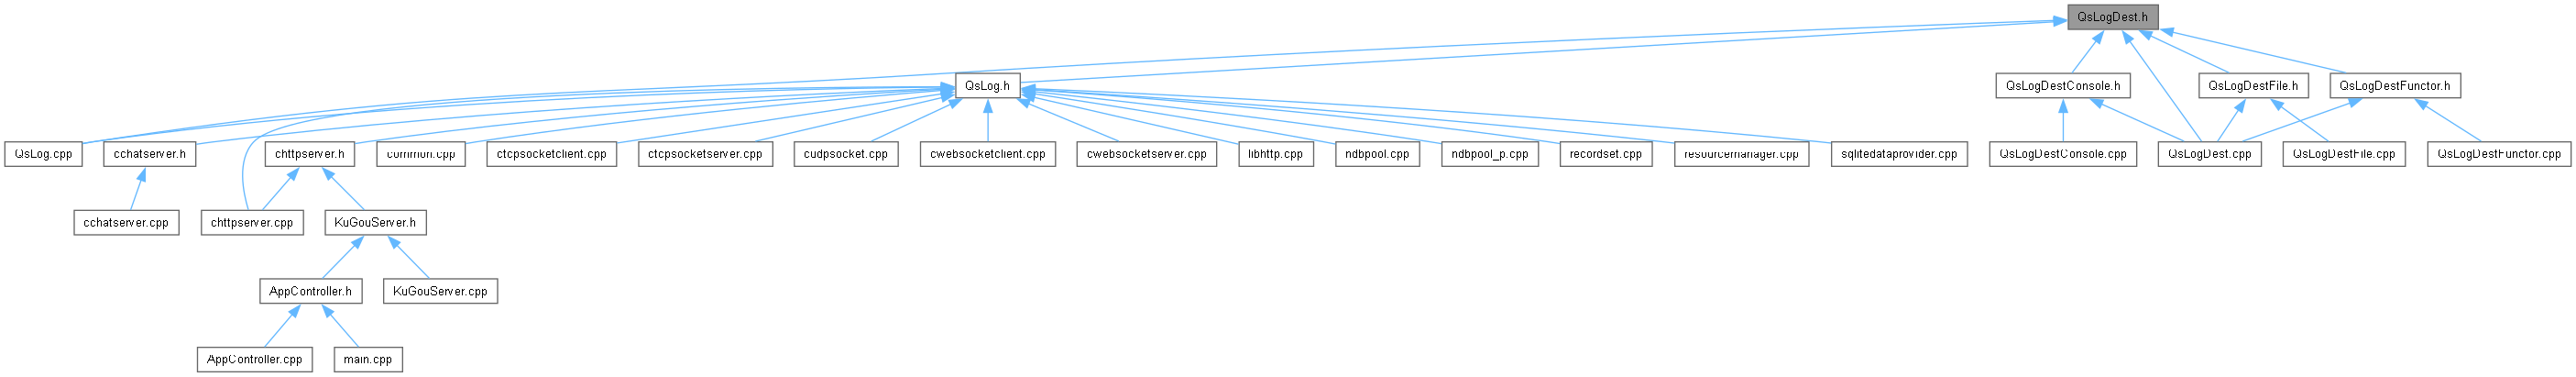 QsLogDest.h
QsLog.h
QsLogDestConsole.h
QsLogDestFile.h
QsLogDestFunctor.h
QsLog.cpp
cchatserver.h
chttpserver.h
common.cpp
ctcpsocketclient.cpp
ctcpsocketserver.cpp
cudpsocket.cpp
cwebsocketclient.cpp
cwebsocketserver.cpp
libhttp.cpp
ndbpool.cpp
ndbpool_p.cpp
recordset.cpp
resourcemanager.cpp
sqlitedataprovider.cpp
QsLogDestConsole.cpp
QsLogDest.cpp
QsLogDestFile.cpp
QsLogDestFunctor.cpp
cchatserver.cpp
chttpserver.cpp
KuGouServer.h
AppController.h
KuGouServer.cpp
AppController.cpp
main.cpp